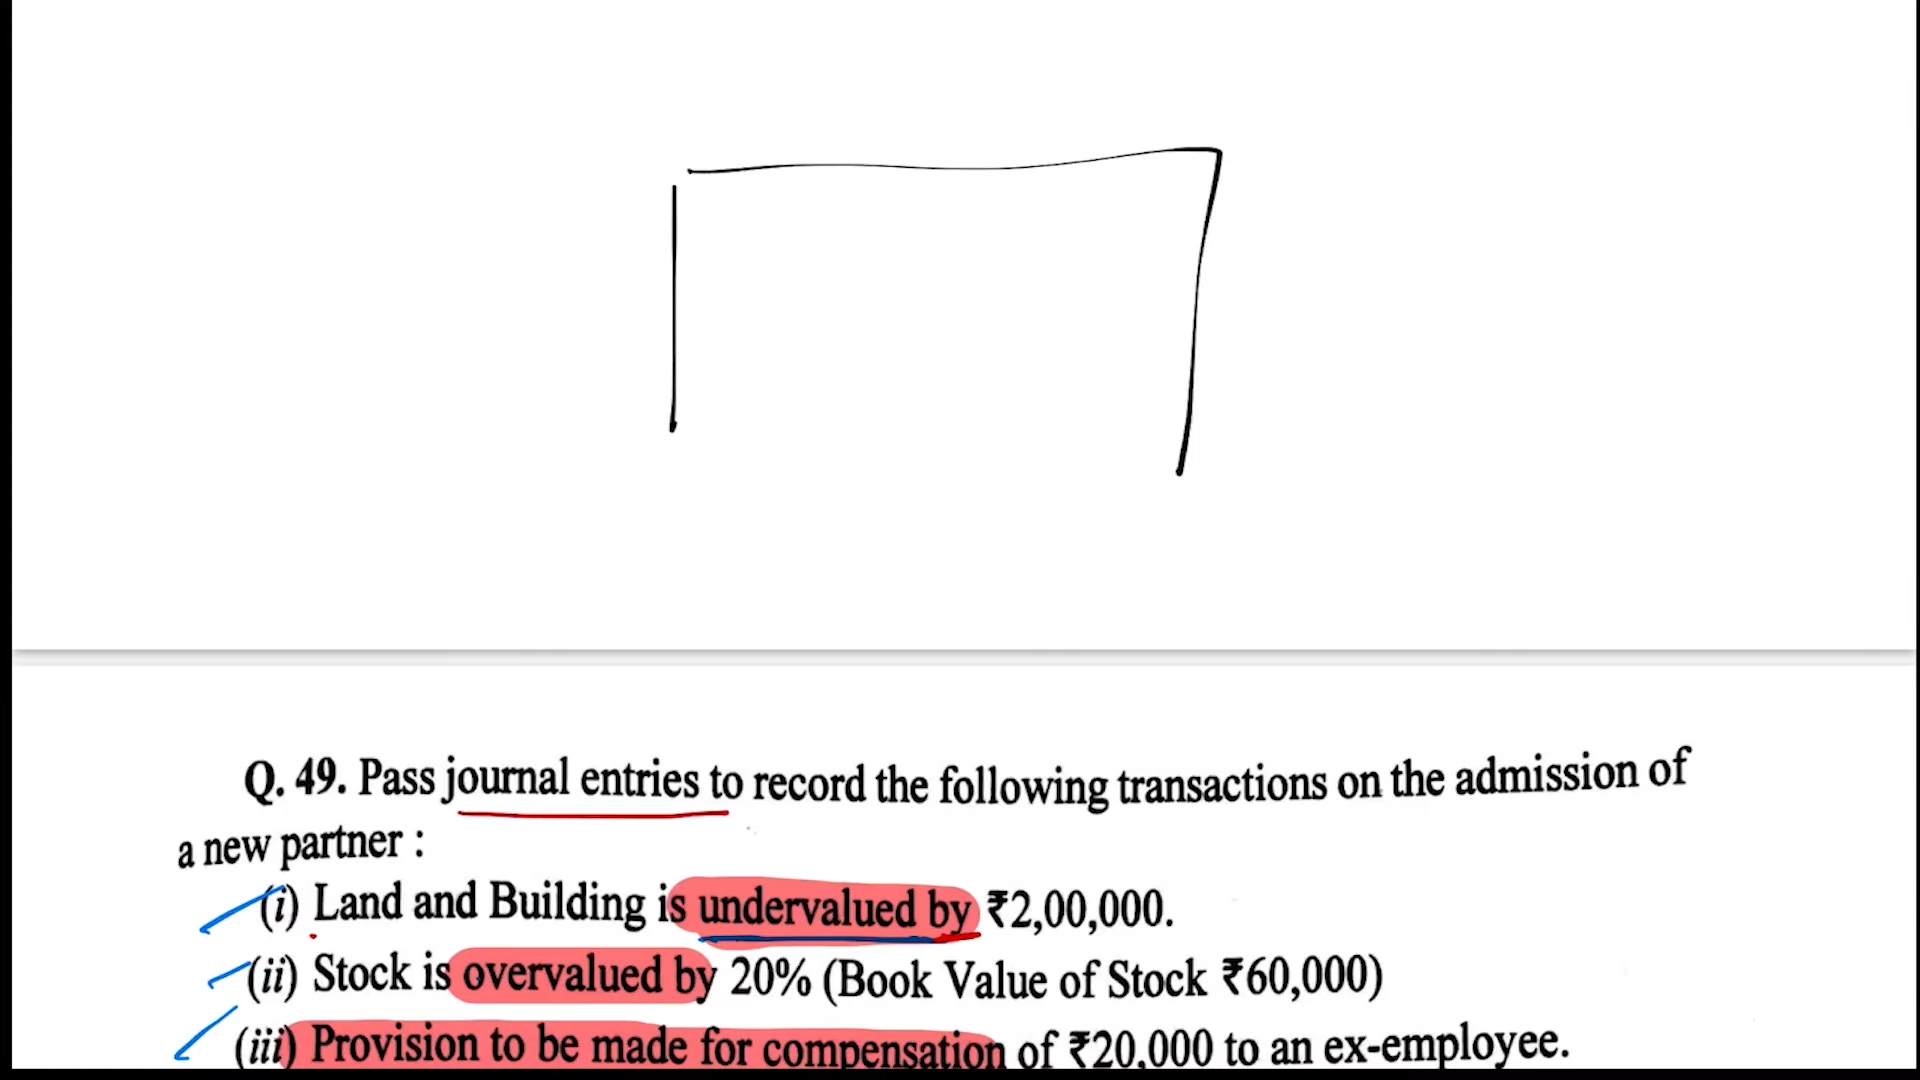 Q. 49. Pass journal entries to record the following transactions on the admission of
a new partner :
(i) Land and Building is undervalued by ₹2,00,000.
(ii) Stock is overvalued by 20% (Book Value of Stock ₹60,000)
(iii) Provision to be made for compensation of ₹20,000 to an ex-employee.